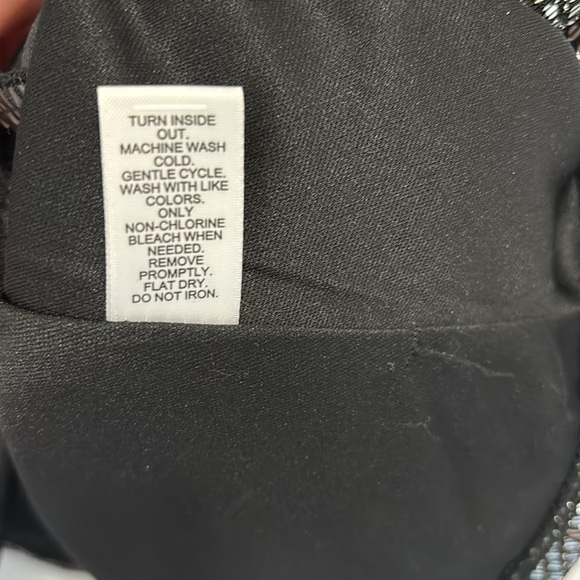 TURN INSIDE
OUT.
MACHINE WASH
COLD.
GENTLE CYCLE.
WASH WITH LIKE
COLORS.
ONLY
NON-CHLORINE
BLEACH WHEN
NEEDED.
REMOVE
PROMPTLY.
FLAT DRY.
DO NOT IRON.